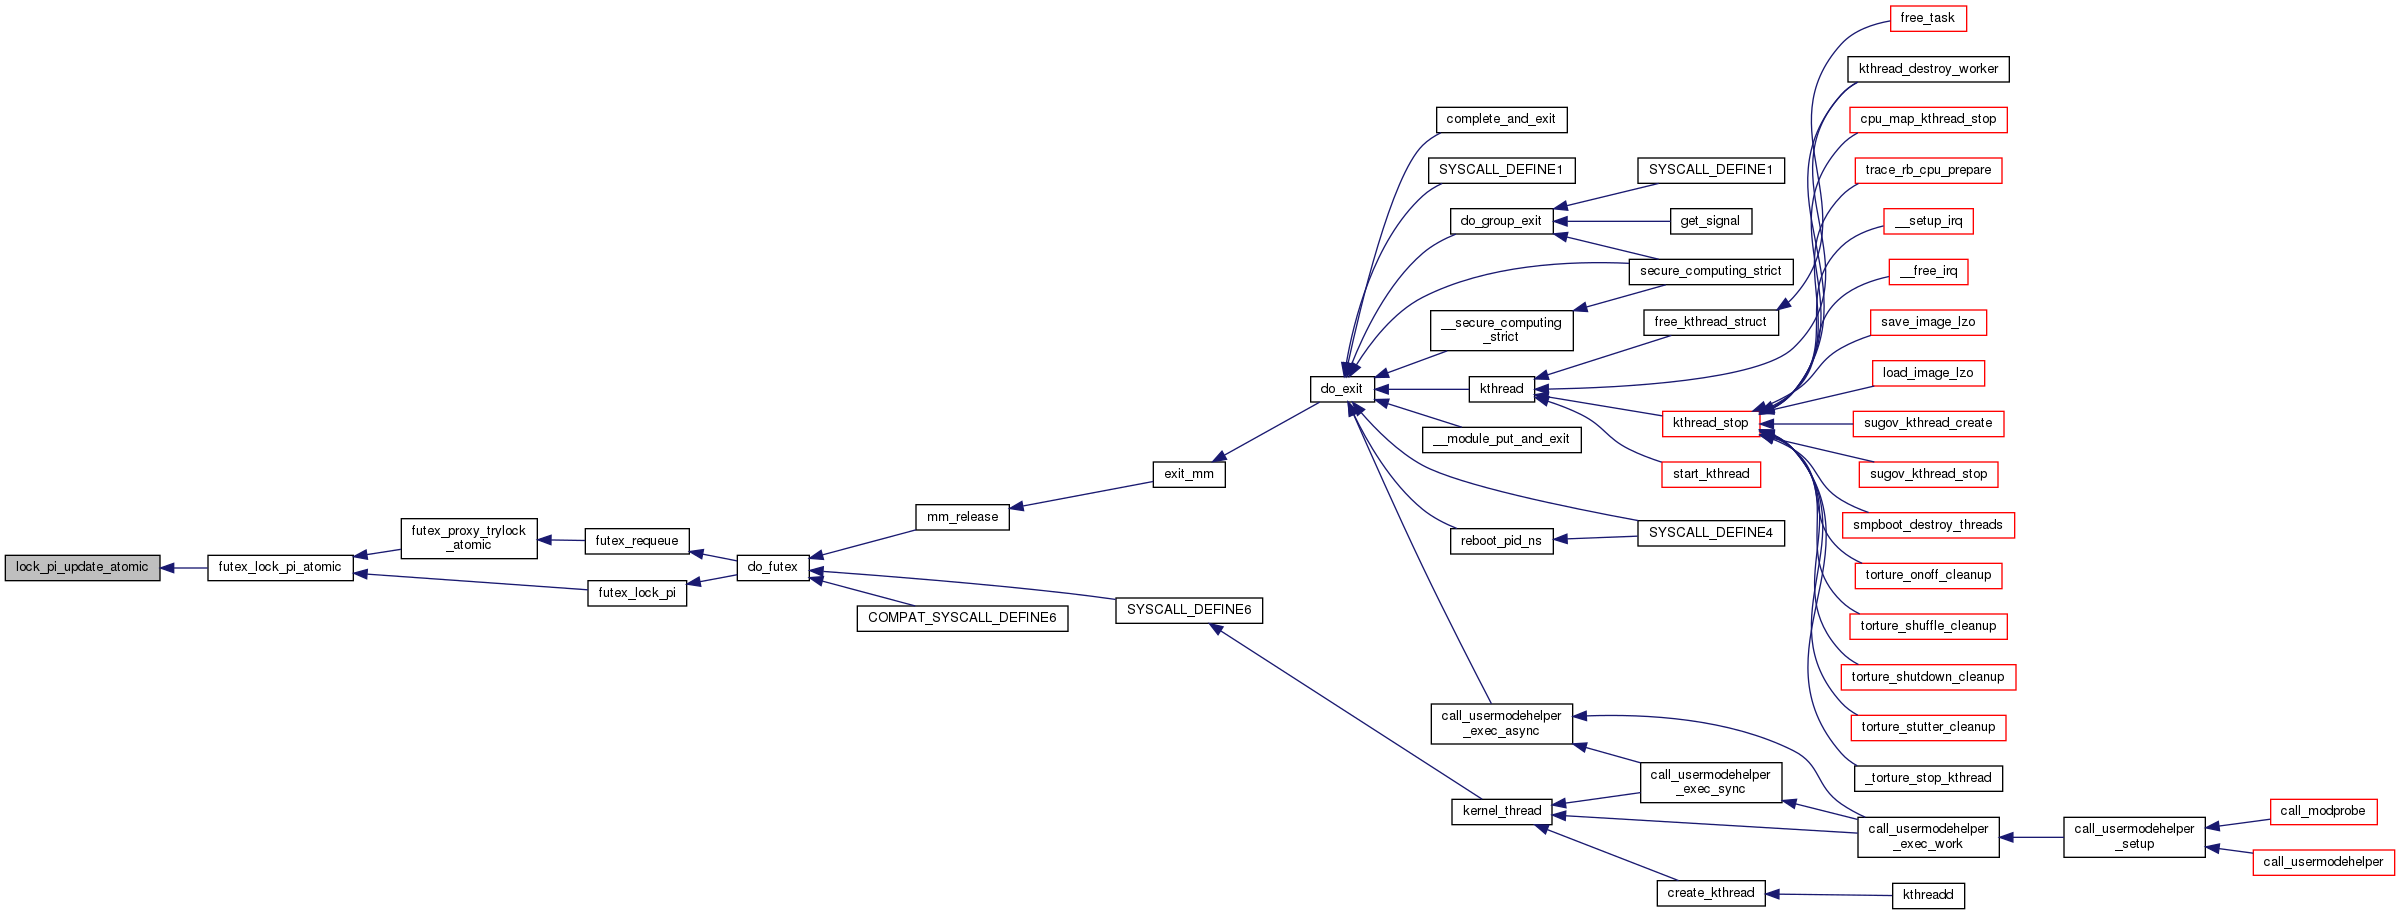 lock_pi_update_atomic
futex_lock_pi_atomic
futex_proxy_trylock
_atomic
futex_requeue
futex_lock_pi
do_futex
mm_release
COMPAT_SYSCALL_DEFINE6
exit_mm
SYSCALL_DEFINE6
do_exit
complete_and_exit
SYSCALL_DEFINE1
do_group_exit
__secure_computing
_strict
kthread
__module_put_and_exit
reboot_pid_ns
call_usermodehelper
_exec_async
kernel_thread
SYSCALL_DEFINE1
get_signal
secure_computing_strict
free_kthread_struct
kthread_stop
start_kthread
SYSCALL_DEFINE4
call_usermodehelper
_exec_sync
create_kthread
free_task
kthread_destroy_worker
cpu_map_kthread_stop
trace_rb_cpu_prepare
__setup_irq
__free_irq
save_image_lzo
load_image_lzo
sugov_kthread_create
sugov_kthread_stop
smpboot_destroy_threads
torture_onoff_cleanup
torture_shuffle_cleanup
torture_shutdown_cleanup
torture_stutter_cleanup
_torture_stop_kthread
call_usermodehelper
_exec_work
kthreadd
call_usermodehelper
_setup
call_modprobe
call_usermodehelper